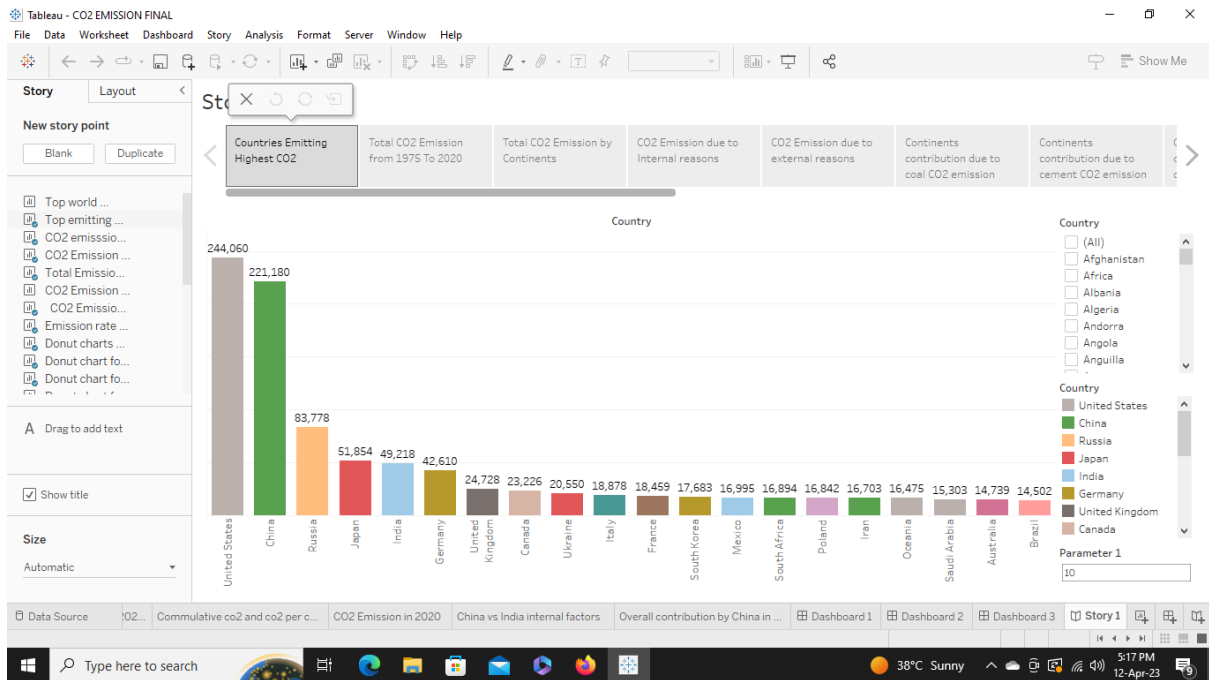 Tableau - CO2 EMISSION FINAL
File Data Worksheet Dashboard Story Analysis Format Server Window Help
Show Me
Story Layout
New story point
Blank Duplicate
Top world ...
Top emitting ...
CO2 emisssio...
CO2 Emission ...
Total Emissio...
CO2 Emission ...
CO2 Emissio...
Emission rate ...
Donut charts ...
Donut chart fo...
Donut chart fo...
A Drag to add text
Show title
Size
Automatic
Countries Emitting
Highest CO2
Total CO2 Emission
from 1975 To 2020
Total CO2 Emission by
Continents
CO2 Emission due to
Internal reasons
CO2 Emission due to
external reasons
Continents
contribution due to
coal CO2 emission
Continents
contribution due to
cement CO2 emission
Country
244,060
221,180
83,778
51,854
49,218
42,610
24,728
23,226
20,550
18,878
18,459
17,683
16,995
16,894
16,842
16,703
16,475
15,303
14,739
14,502
United States
China
Russia
Japan
India
Germany
United
Kingdom
Canada
Ukraine
Italy
France
South Korea
Mexico
South Africa
Poland
Iran
Oceania
Saudi Arabia
Australia
Brazil
Country
(All)
Afghanistan
Africa
Albania
Algeria
Andorra
Angola
Anguilla
Country
United States
China
Russia
Japan
India
Germany
United Kingdom
Canada
Parameter 1
10
Data Source
Commulative co2 and co2 per c...
CO2 Emission in 2020
China vs India internal factors
Overall contribution by China in ...
Dashboard 1
Dashboard 2
Dashboard 3
Story 1
Type here to search
38°C Sunny
5:17 PM
12-Apr-23
9